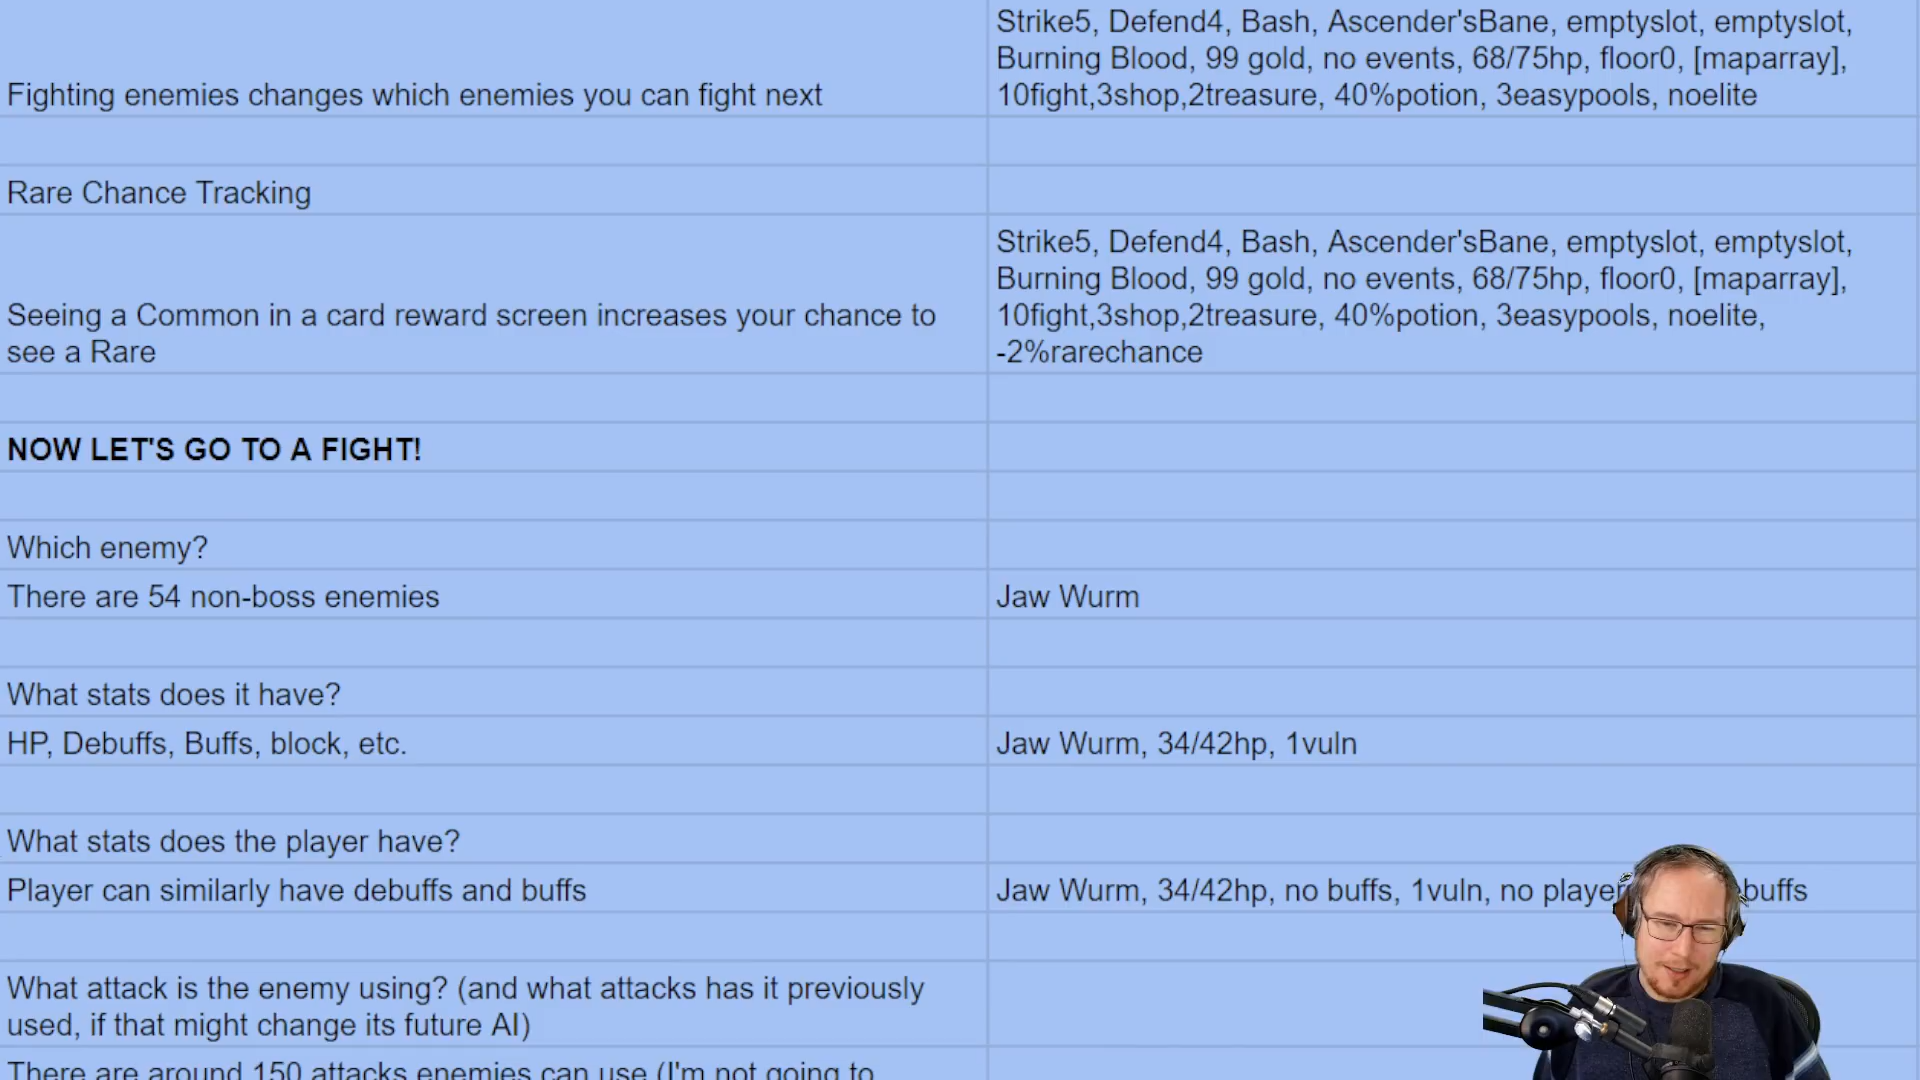 Strike5, Defend4, Bash, Ascender'sBane, emptyslot, emptyslot,
Burning Blood, 99 gold, no events, 68/75hp, floor0, [maparray],
Fighting enemies changes which enemies you can fight next
10fight,3shop,2treasure, 40%potion, 3easypools, noelite
Rare Chance Tracking
Strike5, Defend4, Bash, Ascender'sBane, emptyslot, emptyslot,
Burning Blood, 99 gold, no events, 68/75hp, floor0, [maparray],
Seeing a Common in a card reward screen increases your chance to
10fight,3shop,2treasure, 40%potion, 3easypools, noelite,
see a Rare
-2%rarechance
NOW LET'S GO TO A FIGHT!
Which enemy?
There are 54 non-boss enemies
Jaw Wurm
What stats does it have?
HP, Debuffs, Buffs, block, etc.
Jaw Wurm, 34/42hp, 1vuln
What stats does the player have?
Player can similarly have debuffs and buffs
Jaw Wurm, 34/42hp, no buffs, 1vuln, no player buffs
What attack is the enemy using? (and what attacks has it previously
used, if that might change its future AI)
There are around 150 attacks enemies can use (I'm not going to